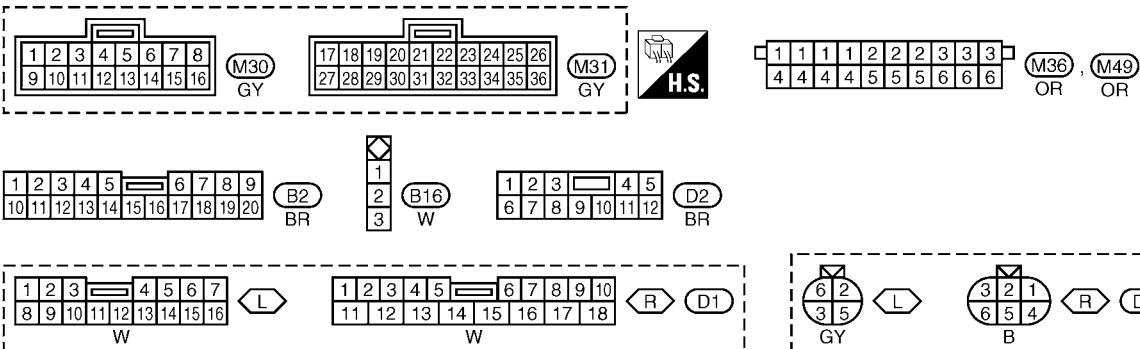 1 2 3 4 5 6 7 8
9 10 11 12 13 14 15 16
M30
GY
17 18 19 20 21 22 23 24 25 26
27 28 29 30 31 32 33 34 35 36
M31
GY
H.S.
1 1 1 1 2 2 2 3 3 3
4 4 4 4 5 5 5 6 6 6
M36 , M49
OR OR
1 2 3 4 5 6 7 8 9
10 11 12 13 14 15 16 17 18 19 20
B2
BR
1
2
3
B16
W
1 2 3 4 5
6 7 8 9 10 11 12
D2
BR
1 2 3 4 5 6 7
8 9 10 11 12 13 14 15 16
W
L
1 2 3 4 5 6 7 8 9 10
11 12 13 14 15 16 17 18
W
R D1
6 2
3 5
GY
L
3 2 1
6 5 4
B
R